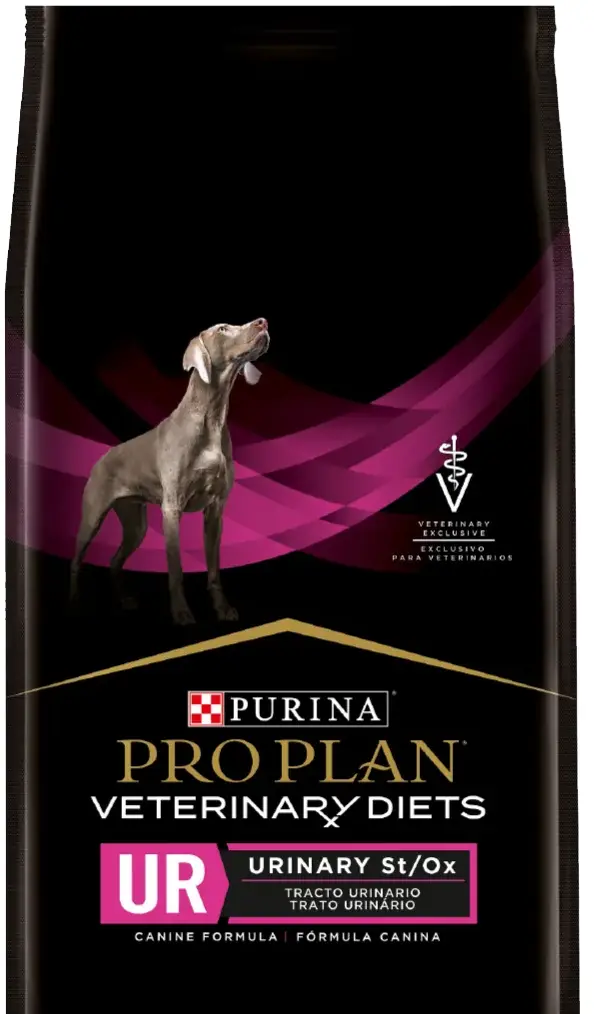 VETERINARY
EXCLUSIVE
EXCLUSIVO
PARA VETERINARIOS
PURINA®
PRO PLAN®
VETERINARY DIETS
UR
URINARY St/Ox
TRACTO URINARIO
TRATO URINÁRIO
CANINE FORMULA | FÓRMULA CANINA